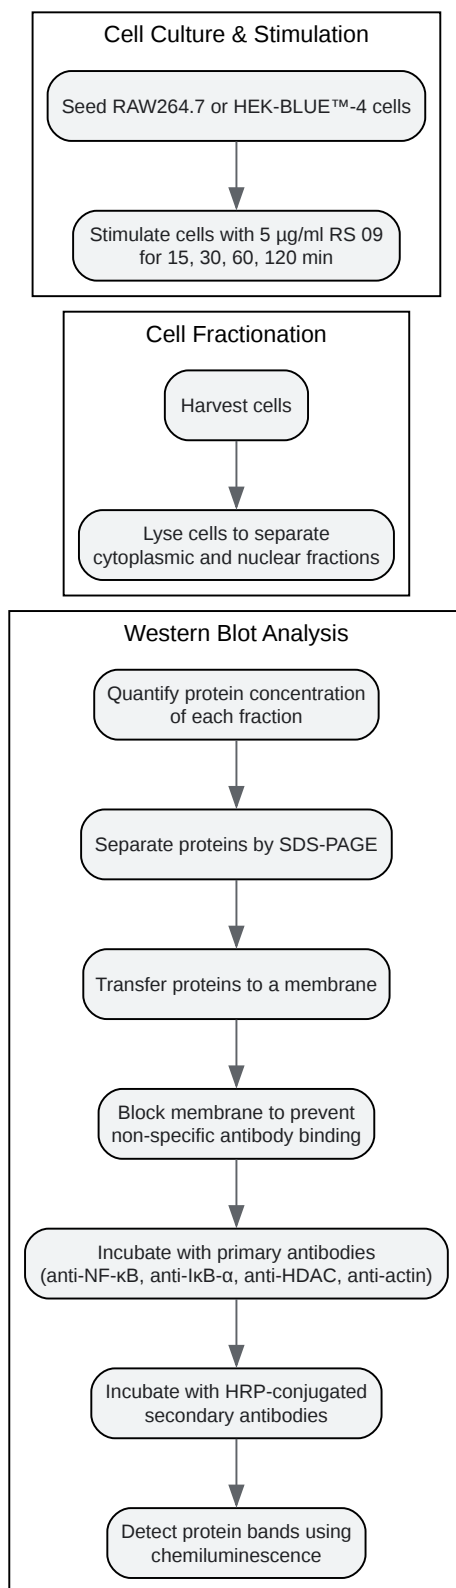 Cell Culture & Stimulation
Seed RAW264.7 or HEK-BLUE™-4 cells
Stimulate cells with 5 µg/ml RS 09
for 15, 30, 60, 120 min
Cell Fractionation
Harvest cells
Lyse cells to separate
cytoplasmic and nuclear fractions
Western Blot Analysis
Quantify protein concentration
of each fraction
Separate proteins by SDS-PAGE
Transfer proteins to a membrane
Block membrane to prevent
non-specific antibody binding
Incubate with primary antibodies
(anti-NF-κB, anti-IκB-α, anti-HDAC, anti-actin)
Incubate with HRP-conjugated
secondary antibodies
Detect protein bands using
chemiluminescence